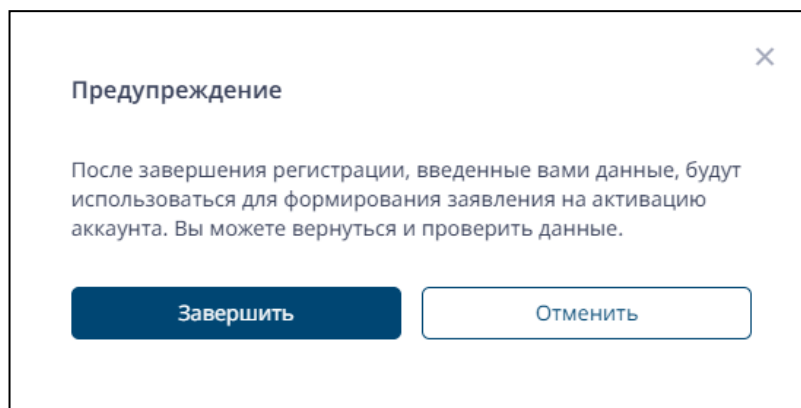 Предупреждение
После завершения регистрации, введенные вами данные, будут
использоваться для формирования заявления на активацию
аккаунта. Вы можете вернуться и проверить данные.
Завершить
Отменить